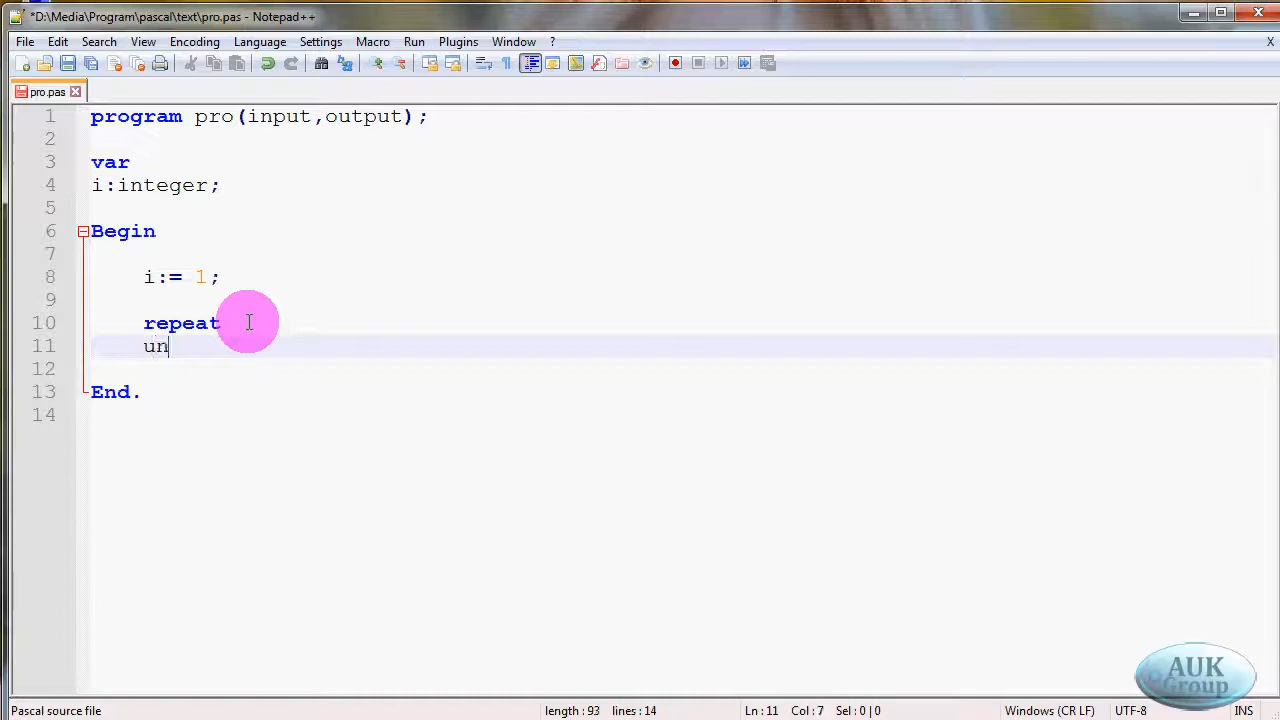 *D:\Media\Program\pascal\text\pro.pas - Notepad++
File Edit Search View Encoding Language Settings Macro Run Plugins Window ? X
pro.pas
1 program pro(input,output);
2
3 var
4 i:integer;
5
6 Begin
7
8 i:= 1;
9
10 repeat
11 un
12
13 End.
14
AUK
Group
Pascal source file length: 93 lines: 14 Ln: 11 Col: 7 Sel: 0 | 0 Windows (CR LF) UTF-8 INS